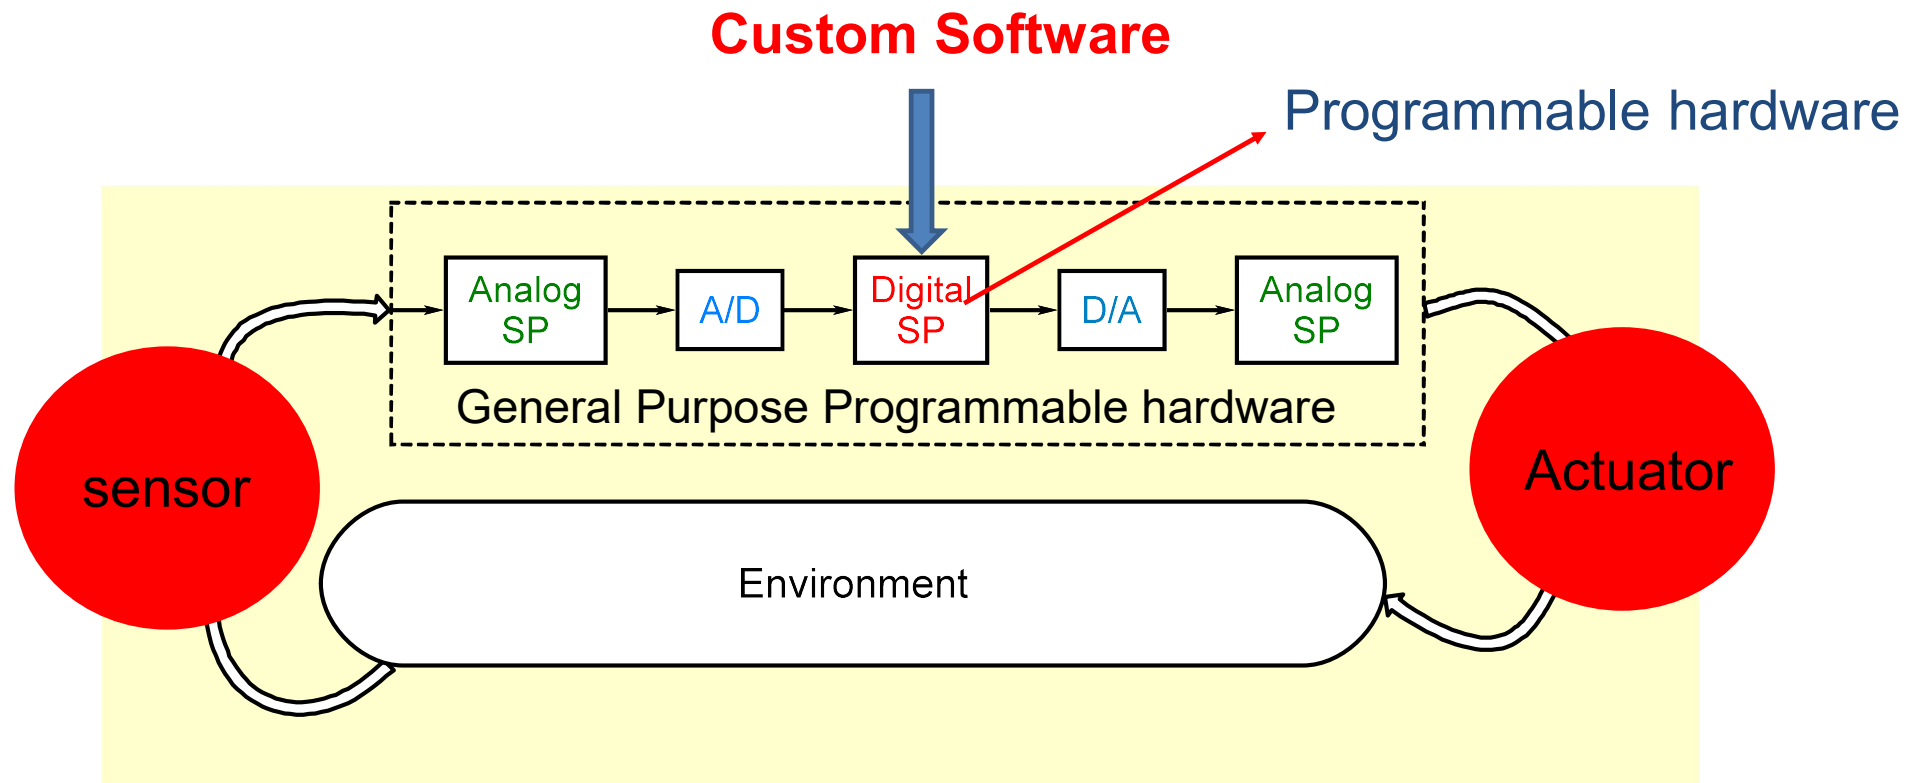 Custom Software
Programmable hardware
Analog
SP
A/D
Digital
SP
D/A
Analog
SP
General Purpose Programmable hardware
sensor
Actuator
Environment